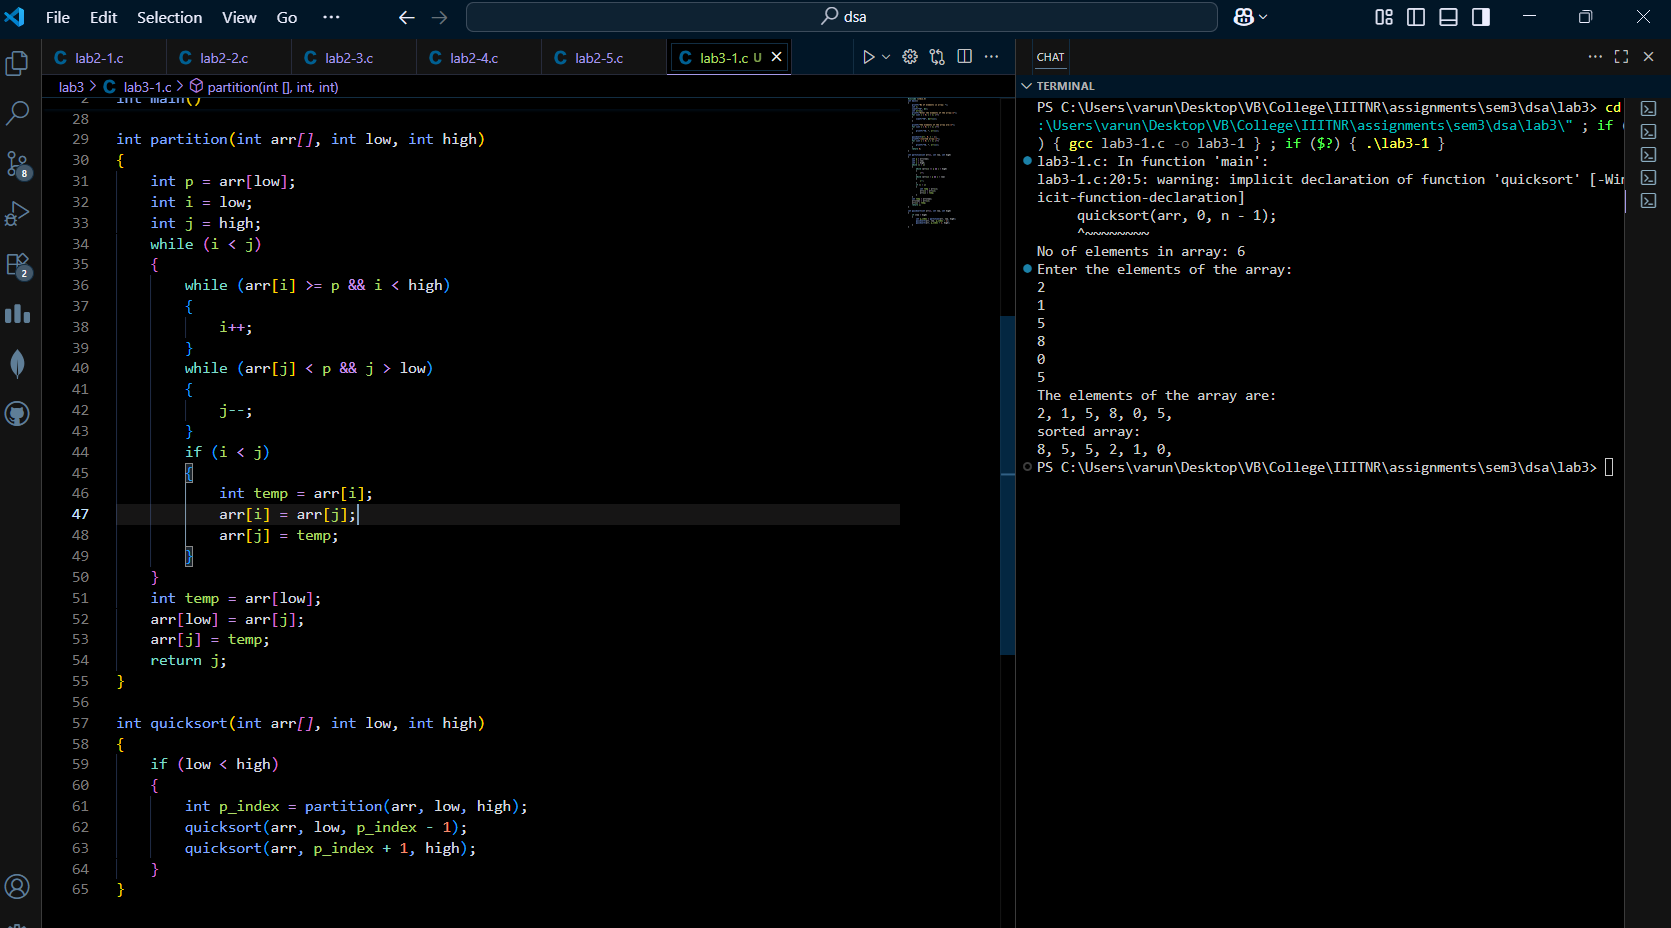 File Edit Selection View Go ··· dsa
lab2-1.c lab2-2.c lab2-3.c lab2-4.c lab2-5.c lab3-1.c U
lab3 > lab3-1.c > partition(int [], int, int)
2 int main()
28
29 int partition(int arr[], int low, int high)
30 {
31     int p = arr[low];
32     int i = low;
33     int j = high;
34     while (i < j)
35     {
36         while (arr[i] >= p && i < high)
37         {
38             i++;
39         }
40         while (arr[j] < p && j > low)
41         {
42             j--;
43         }
44         if (i < j)
45         {
46             int temp = arr[i];
47             arr[i] = arr[j];
48             arr[j] = temp;
49         }
50     }
51     int temp = arr[low];
52     arr[low] = arr[j];
53     arr[j] = temp;
54     return j;
55 }
56
57 int quicksort(int arr[], int low, int high)
58 {
59     if (low < high)
60     {
61         int p_index = partition(arr, low, high);
62         quicksort(arr, low, p_index - 1);
63         quicksort(arr, p_index + 1, high);
64     }
65 }
8
2
CHAT
TERMINAL
PS C:\Users\varun\Desktop\VB\College\IIITNR\assignments\sem3\dsa\lab3> cd
:\Users\varun\Desktop\VB\College\IIITNR\assignments\sem3\dsa\lab3\" ; if (
) { gcc lab3-1.c -o lab3-1 } ; if ($?) { .\lab3-1 }
lab3-1.c: In function 'main':
lab3-1.c:20:5: warning: implicit declaration of function 'quicksort' [-Wim
icit-function-declaration]
     quicksort(arr, 0, n - 1);
     ^~~~~~~~~
No of elements in array: 6
Enter the elements of the array:
2
1
5
8
0
5
The elements of the array are:
2, 1, 5, 8, 0, 5,
sorted array:
8, 5, 5, 2, 1, 0,
PS C:\Users\varun\Desktop\VB\College\IIITNR\assignments\sem3\dsa\lab3>